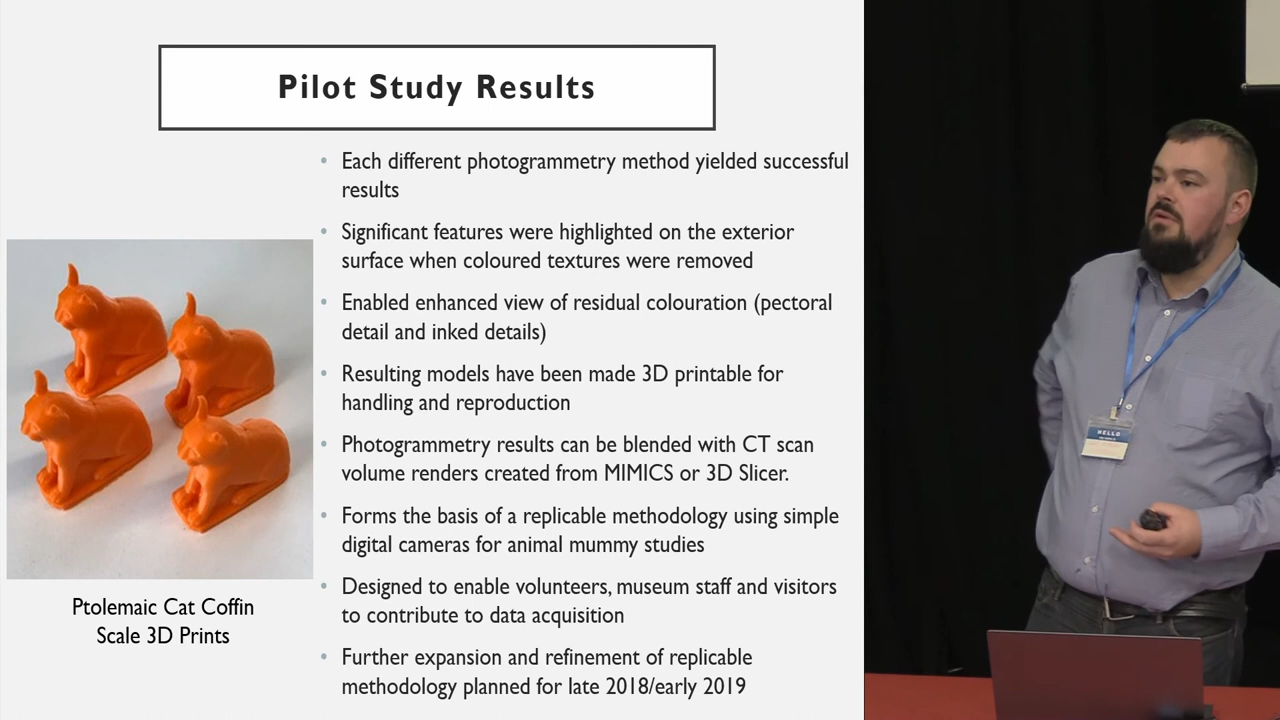 Pilot Study Results
• Each different photogrammetry method yielded successful
results
• Significant features were highlighted on the exterior
surface when coloured textures were removed
• Enabled enhanced view of residual colouration (pectoral
detail and inked details)
• Resulting models have been made 3D printable for
handling and reproduction
• Photogrammetry results can be blended with CT scan
volume renders created from MIMICS or 3D Slicer.
• Forms the basis of a replicable methodology using simple
digital cameras for animal mummy studies
• Designed to enable volunteers, museum staff and visitors
to contribute to data acquisition
• Further expansion and refinement of replicable
methodology planned for late 2018/early 2019
Ptolemaic Cat Coffin
Scale 3D Prints
HELLO